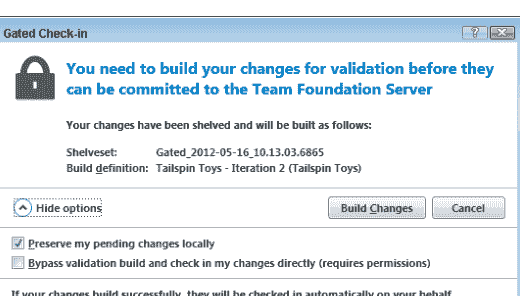 Gated Check-in
You need to build your changes for validation before they
can be committed to the Team Foundation Server
Your changes have been shelved and will be built as follows:
Shelveset: Gated_2012-05-16_10.13.03.6865
Build definition: Tailspin Toys - Iteration 2 (Tailspin Toys)
Hide options Build Changes Cancel
Preserve my pending changes locally
Bypass validation build and check in my changes directly (requires permissions)
If your changes build successfully, they will be checked in automatically on your behalf